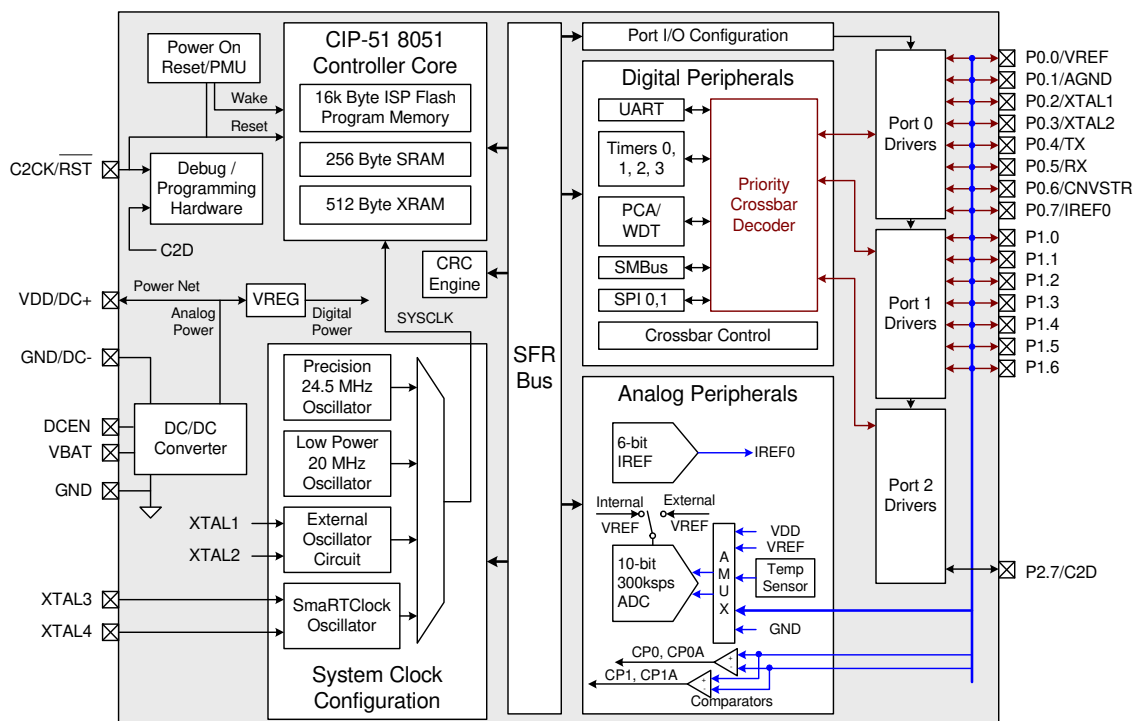 Power On
Reset/PMU
Wake
Reset
C2CK/RST
Debug /
Programming
Hardware
C2D
CIP-51 8051
Controller Core
16k Byte ISP Flash
Program Memory
256 Byte SRAM
512 Byte XRAM
CRC
Engine
VDD/DC+
Power Net
Analog
Power
VREG
Digital
Power
SYSCLK
GND/DC-
DCEN
VBAT
GND
DC/DC
Converter
Precision
24.5 MHz
Oscillator
Low Power
20 MHz
Oscillator
XTAL1
XTAL2
External
Oscillator
Circuit
XTAL3
XTAL4
SmaRTClock
Oscillator
System Clock
Configuration
SFR
Bus
Port I/O Configuration
Digital Peripherals
UART
Timers 0,
1, 2, 3
PCA/
WDT
SMBus
SPI 0,1
Priority
Crossbar
Decoder
Crossbar Control
Analog Peripherals
6-bit
IREF
IREF0
Internal
VREF
External
VREF
10-bit
300ksps
ADC
A
M
U
X
VDD
VREF
Temp
Sensor
GND
CP0, CP0A
+
-
CP1, CP1A
+
-
Comparators
Port 0
Drivers
Port 1
Drivers
Port 2
Drivers
P0.0/VREF
P0.1/AGND
P0.2/XTAL1
P0.3/XTAL2
P0.4/TX
P0.5/RX
P0.6/CNVSTR
P0.7/IREF0
P1.0
P1.1
P1.2
P1.3
P1.4
P1.5
P1.6
P2.7/C2D